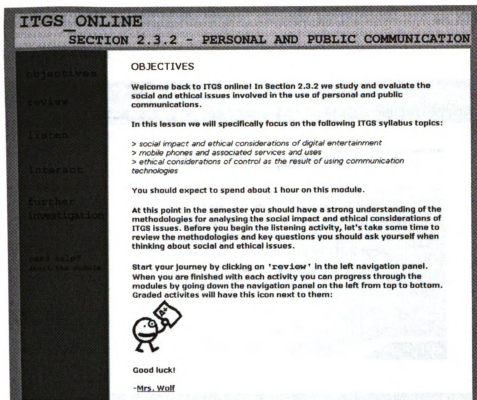 ITGS_ONLINE
SECTION 2.3.2 - PERSONAL AND PUBLIC COMMUNICATION
objectives
review
listen
interact
further
investigation
need help?
about the module
OBJECTIVES
Welcome back to ITGS online! In Section 2.3.2 we study and evaluate the
social and ethical issues involved in the use of personal and public
communications.
In this lesson we will specifically focus on the following ITGS syllabus topics:
> social impact and ethical considerations of digital entertainment
> mobile phones and associated services and uses
> ethical considerations of control as the result of using communication
technologies
You should expect to spend about 1 hour on this module.
At this point in the semester you should have a strong understanding of the
methodologies for analysing the social impact and ethical considerations of
ITGS issues. Before you begin the listening activity, let's take some time to
review the methodologies and key questions you should ask yourself when
thinking about social and ethical issues.
Start your journey by clicking on 'review' in the left navigation panel.
When you are finished with each activity you can progress through the
modules by going down the navigation panel on the left from top to bottom.
Graded activites will have this icon next to them:
A+
Good luck!
-Mrs. Wolf